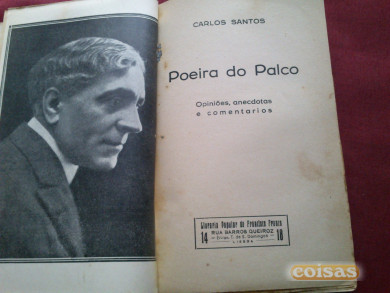 CARLOS SANTOS
Poeira do Palco
Opiniões, anecdotas
e comentarios
Livraria Popular de Francisco Franco
14 RUA BARROS QUEIROZ 18
LISBOA
coisas